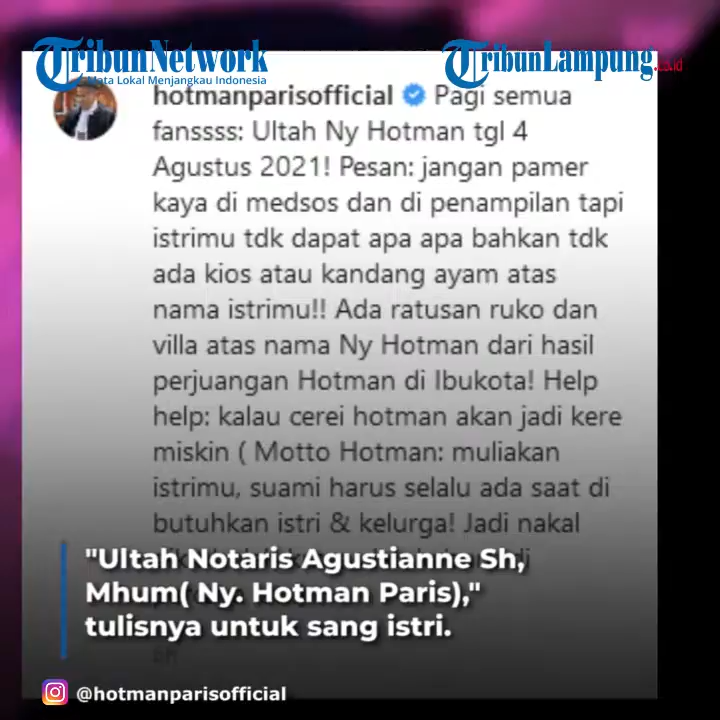 TribunNetwork
Mata Lokal Menjangkau Indonesia
TribunLampung.co.id
hotmanparisofficial Pagi semua
fanssss: Ultah Ny Hotman tgl 4
Agustus 2021! Pesan: jangan pamer
kaya di medsos dan di penampilan tapi
istrimu tdk dapat apa apa bahkan tdk
ada kios atau kandang ayam atas
nama istrimu!! Ada ratusan ruko dan
villa atas nama Ny Hotman dari hasil
perjuangan Hotman di Ibukota! Help
help: kalau cerei hotman akan jadi kere
miskin ( Motto Hotman: muliakan
istrimu, suami harus selalu ada saat di
butuhkan istri & kelurga! Jadi nakal
"Ultah Notaris Agustianne Sh,
Mhum( Ny. Hotman Paris),"
tulisnya untuk sang istri.
@hotmanparisofficial